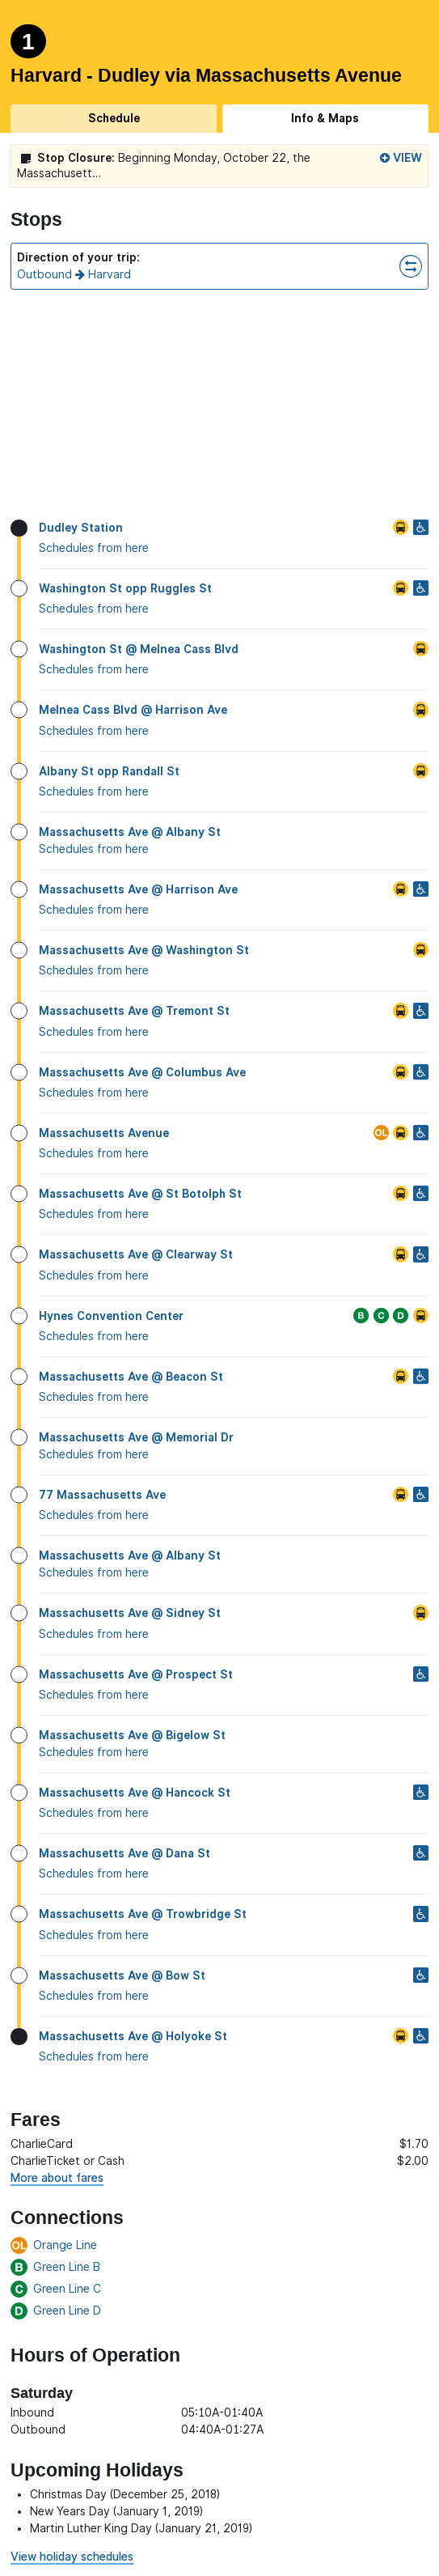 1
Harvard - Dudley via Massachusetts Avenue
Schedule
Info & Maps
Stop Closure: Beginning Monday, October 22, the Massachusett...
VIEW
Stops
Direction of your trip:
Outbound → Harvard
Dudley Station
Schedules from here
Washington St opp Ruggles St
Schedules from here
Washington St @ Melnea Cass Blvd
Schedules from here
Melnea Cass Blvd @ Harrison Ave
Schedules from here
Albany St opp Randall St
Schedules from here
Massachusetts Ave @ Albany St
Schedules from here
Massachusetts Ave @ Harrison Ave
Schedules from here
Massachusetts Ave @ Washington St
Schedules from here
Massachusetts Ave @ Tremont St
Schedules from here
Massachusetts Ave @ Columbus Ave
Schedules from here
Massachusetts Avenue
OL
Schedules from here
Massachusetts Ave @ St Botolph St
Schedules from here
Massachusetts Ave @ Clearway St
Schedules from here
Hynes Convention Center
B C D
Schedules from here
Massachusetts Ave @ Beacon St
Schedules from here
Massachusetts Ave @ Memorial Dr
Schedules from here
77 Massachusetts Ave
Schedules from here
Massachusetts Ave @ Albany St
Schedules from here
Massachusetts Ave @ Sidney St
Schedules from here
Massachusetts Ave @ Prospect St
Schedules from here
Massachusetts Ave @ Bigelow St
Schedules from here
Massachusetts Ave @ Hancock St
Schedules from here
Massachusetts Ave @ Dana St
Schedules from here
Massachusetts Ave @ Trowbridge St
Schedules from here
Massachusetts Ave @ Bow St
Schedules from here
Massachusetts Ave @ Holyoke St
Schedules from here
Fares
CharlieCard $1.70
CharlieTicket or Cash $2.00
More about fares
Connections
OL Orange Line
B Green Line B
C Green Line C
D Green Line D
Hours of Operation
Saturday
Inbound 05:10A-01:40A
Outbound 04:40A-01:27A
Upcoming Holidays
• Christmas Day (December 25, 2018)
• New Years Day (January 1, 2019)
• Martin Luther King Day (January 21, 2019)
View holiday schedules